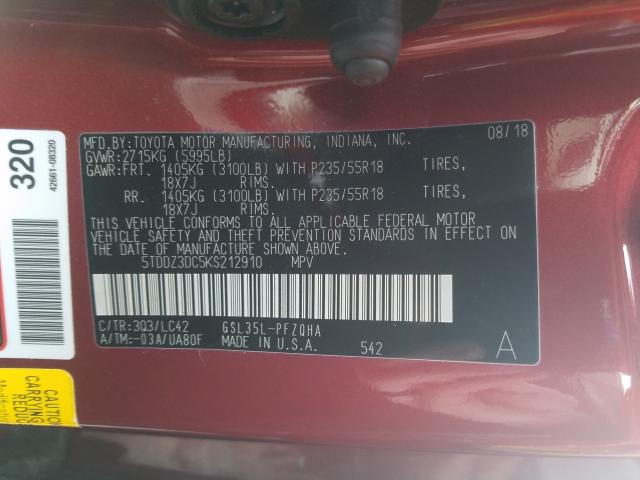 MFD.BY:TOYOTA MOTOR MANUFACTURING, INDIANA, INC. 08/18
GVWR:2715KG (5995LB)
GAWR:FRT. 1405KG (3100LB) WITH P235/55R18 TIRES,
18X7J RIMS.
RR. 1405KG (3100LB) WITH P235/55R18 TIRES,
18X7J RIMS.
THIS VEHICLE CONFORMS TO ALL APPLICABLE FEDERAL MOTOR
VEHICLE SAFETY AND THEFT PREVENTION STANDARDS IN EFFECT ON
THE DATE OF MANUFACTURE SHOWN ABOVE.
5TDDZ3DC5KS212910 MPV
C/TR:3Q3/LC42 GSL35L-PFZQHA
A/TM:-03A/UA80F MADE IN U.S.A. 542 A
320
42661-08320
CAUTION
CARRYING
REDUC